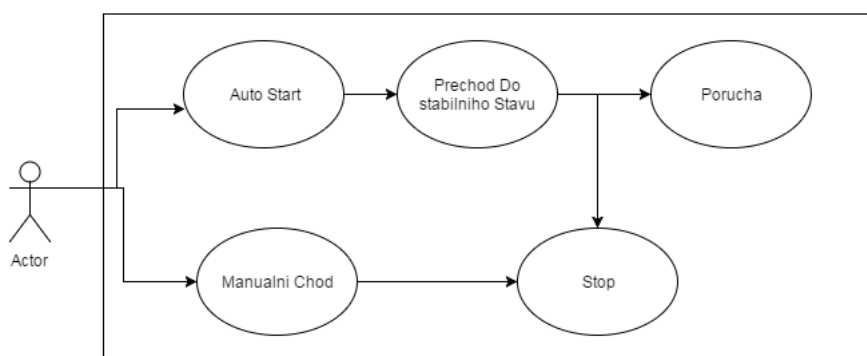 Auto Start
Prechod Do
stabilniho Stavu
Porucha
Actor
Manualni Chod
Stop